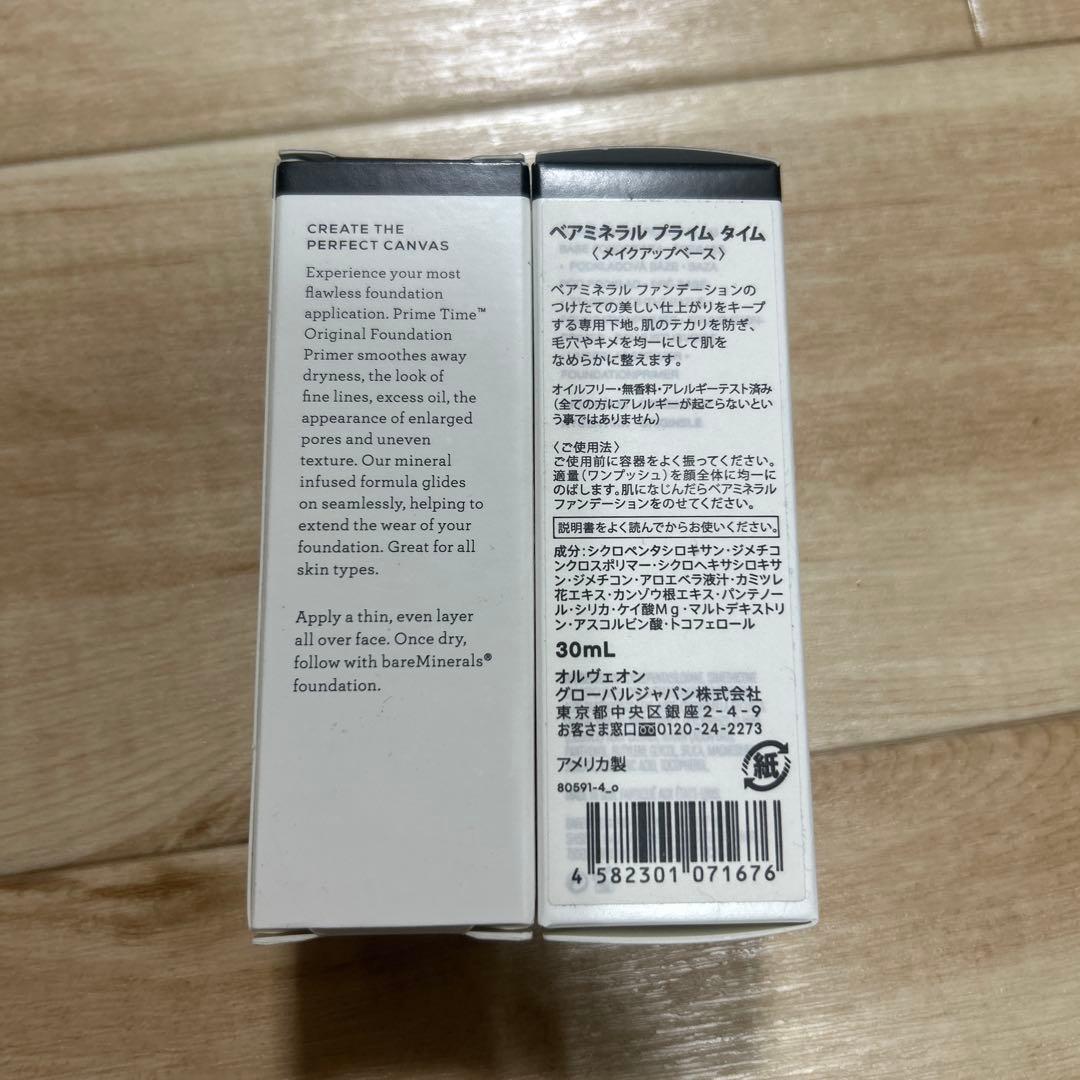 CREATE THE
PERFECT CANVAS
Experience your most
flawless foundation
application. Prime Time™
Original Foundation
Primer smoothes away
dryness, the look of
fine lines, excess oil, the
appearance of enlarged
pores and uneven
texture. Our mineral
infused formula glides
on seamlessly, helping to
extend the wear of your
foundation. Great for all
skin types.
Apply a thin, even layer
all over face. Once dry,
follow with bareMinerals®
foundation.
ベアミネラル プライム タイム
〈メイクアップベース〉
ベアミネラル ファンデーションの
つけたての美しい仕上がりをキープ
する専用下地。肌のテカリを防ぎ、
毛穴やキメを均一にして肌を
なめらかに整えます。
オイルフリー・無香料・アレルギーテスト済み
(全ての方にアレルギーが起こらないとい
う事ではありません)
〈ご使用法〉
ご使用前に容器をよく振ってください。
適量(ワンプッシュ)を顔全体に均一に
のばします。肌になじんだらベアミネラル
ファンデーションをのせてください。
説明書をよく読んでからお使いください。
成分:シクロペンタシロキサン・ジメチコ
ンクロスポリマー・シクロヘキサシロキサ
ン・ジメチコン・アロエベラ液汁・カミツレ
花エキス・カンゾウ根エキス・パンテノー
ル・シリカ・ケイ酸Mg・マルトデキストリ
ン・アスコルビン酸・トコフェロール
30mL
オルヴェオン
グローバルジャパン株式会社
東京都中央区銀座2-4-9
お客さま窓口0120-24-2273
アメリカ製
紙
80591-4_o
4 582301 071676